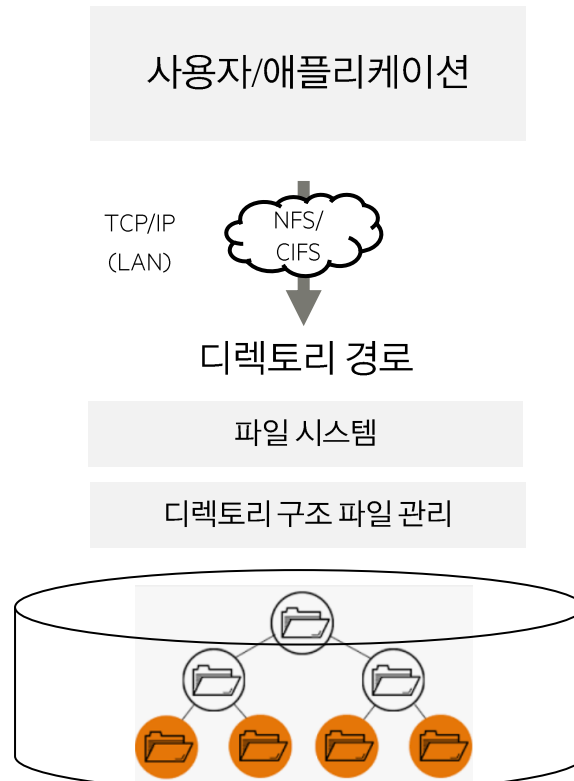 사용자/애플리케이션
TCP/IP
(LAN)
NFS/
CIFS
디렉토리 경로
파일 시스템
디렉토리 구조 파일 관리